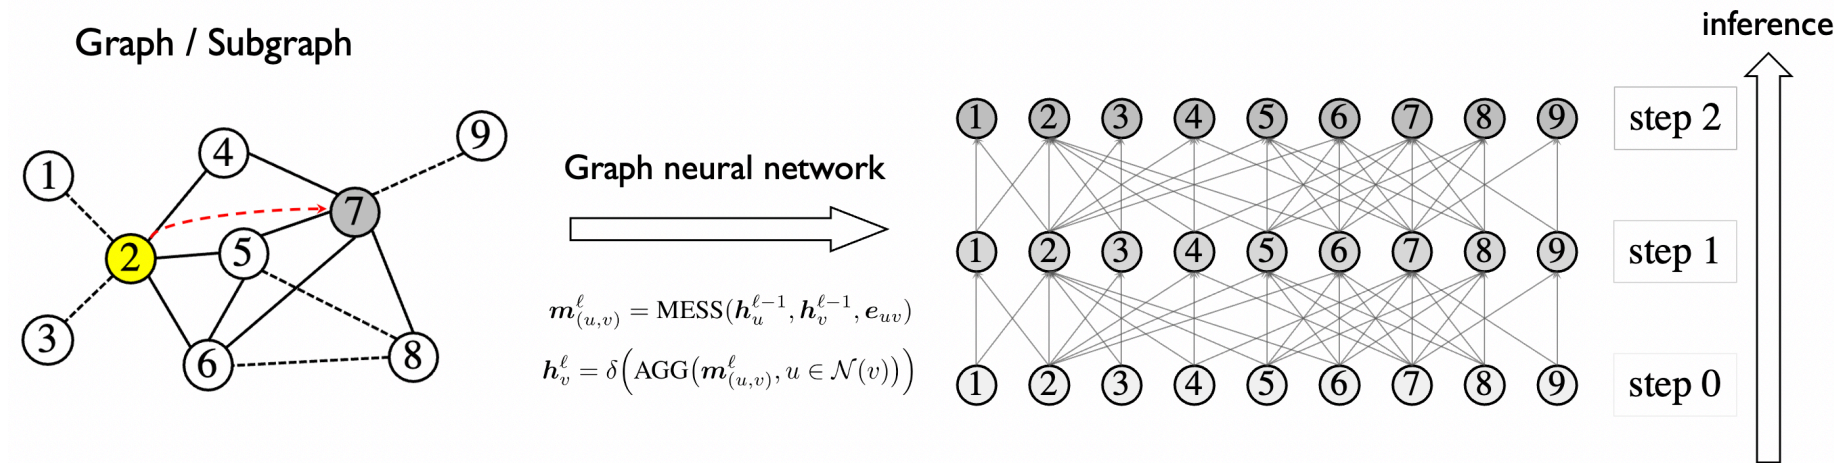 inference
Graph / Subgraph
1 2 3 4 5 6 7 8 9
step 2
9
4
1
Graph neural network
7
2
5
1 2 3 4 5 6 7 8 9
step 1
m^ℓ_{(u,v)} = MESS(h^{ℓ−1}_u, h^{ℓ−1}_v, e_{uv})
3
6
8
h^ℓ_v = δ(AGG(m^ℓ_{(u,v)}, u ∈ N(v)))
1 2 3 4 5 6 7 8 9
step 0